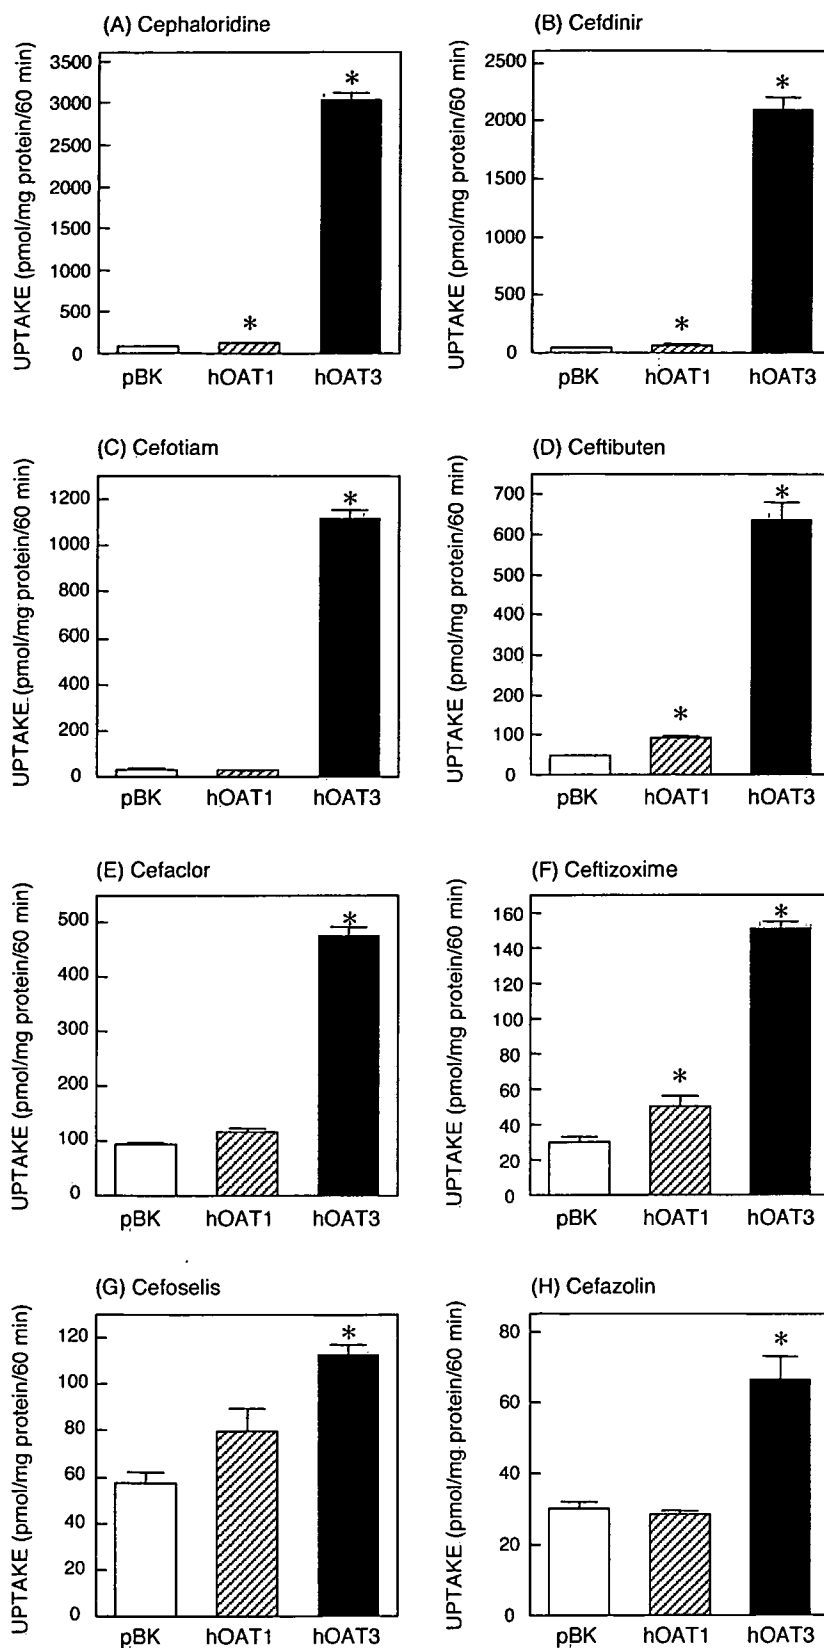 (A) Cephaloridine
UPTAKE (pmol/mg protein/60 min)
3500
3000
2500
2000
1500
1000
500
0
*
*
pBK hOAT1 hOAT3
(B) Cefdinir
UPTAKE (pmol/mg protein/60 min)
2500
2000
1500
1000
500
0
*
*
pBK hOAT1 hOAT3
(C) Cefotiam
UPTAKE (pmol/mg protein/60 min)
1200
1000
800
600
400
200
0
*
pBK hOAT1 hOAT3
(D) Ceftibuten
UPTAKE (pmol/mg protein/60 min)
700
600
500
400
300
200
100
0
*
*
pBK hOAT1 hOAT3
(E) Cefaclor
UPTAKE (pmol/mg protein/60 min)
500
400
300
200
100
0
*
pBK hOAT1 hOAT3
(F) Ceftizoxime
UPTAKE (pmol/mg protein/60 min)
160
140
120
100
80
60
40
20
0
*
*
pBK hOAT1 hOAT3
(G) Cefoselis
UPTAKE (pmol/mg protein/60 min)
120
100
80
60
40
20
0
*
pBK hOAT1 hOAT3
(H) Cefazolin
UPTAKE (pmol/mg protein/60 min)
80
60
40
20
0
*
pBK hOAT1 hOAT3